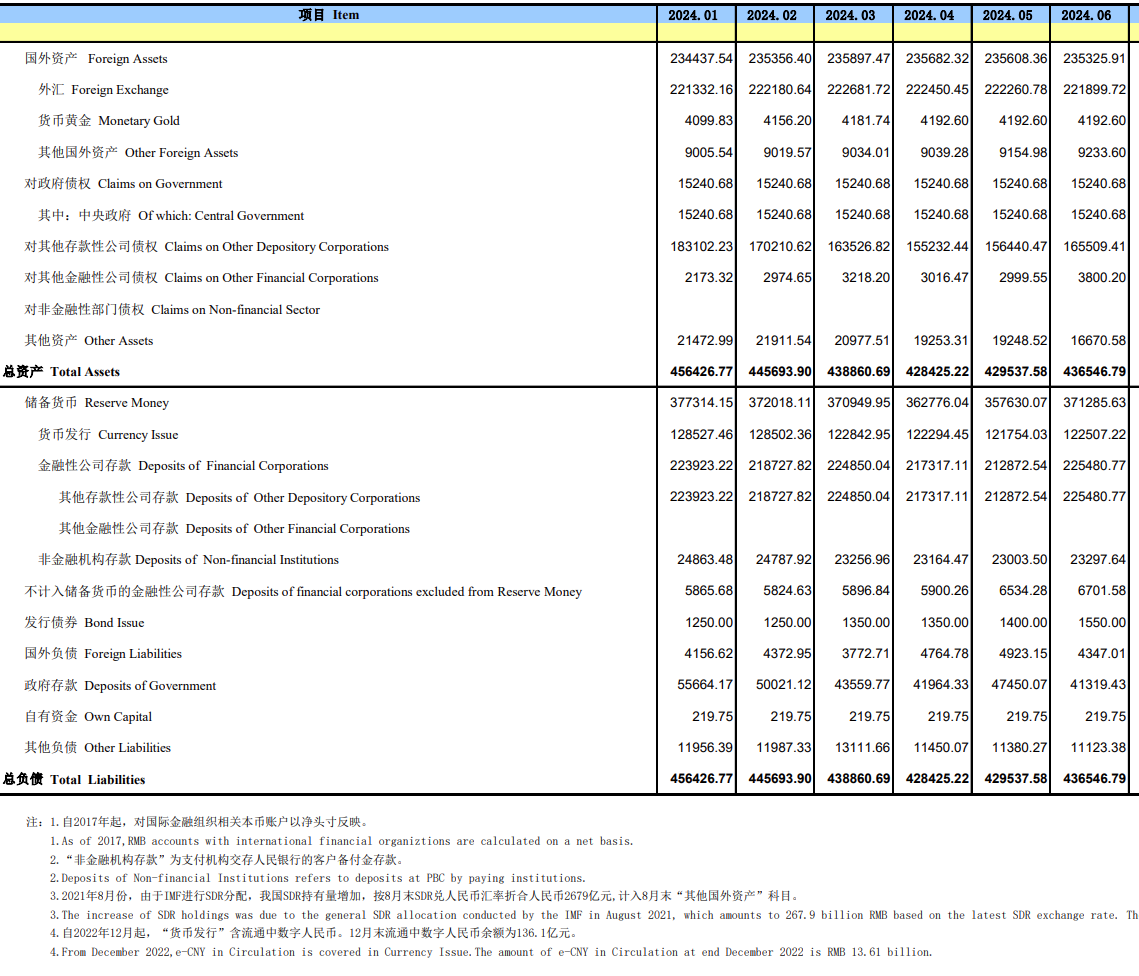 项目 Item 2024.01 2024.02 2024.03 2024.04 2024.05 2024.06
国外资产 Foreign Assets 234437.54 235356.40 235897.47 235682.32 235608.36 235325.91
外汇 Foreign Exchange 221332.16 222180.64 222681.72 222450.45 222260.78 221899.72
货币黄金 Monetary Gold 4099.83 4156.20 4181.74 4192.60 4192.60 4192.60
其他国外资产 Other Foreign Assets 9005.54 9019.57 9034.01 9039.28 9154.98 9233.60
对政府债权 Claims on Government 15240.68 15240.68 15240.68 15240.68 15240.68 15240.68
其中：中央政府 Of which: Central Government 15240.68 15240.68 15240.68 15240.68 15240.68 15240.68
对其他存款性公司债权 Claims on Other Depository Corporations 183102.23 170210.62 163526.82 155232.44 156440.47 165509.41
对其他金融性公司债权 Claims on Other Financial Corporations 2173.32 2974.65 3218.20 3016.47 2999.55 3800.20
对非金融性部门债权 Claims on Non-financial Sector
其他资产 Other Assets 21472.99 21911.54 20977.51 19253.31 19248.52 16670.58
总资产 Total Assets 456426.77 445693.90 438860.69 428425.22 429537.58 436546.79
储备货币 Reserve Money 377314.15 372018.11 370949.95 362776.04 357630.07 371285.63
货币发行 Currency Issue 128527.46 128502.36 122842.95 122294.45 121754.03 122507.22
金融性公司存款 Deposits of Financial Corporations 223923.22 218727.82 224850.04 217317.11 212872.54 225480.77
其他存款性公司存款 Deposits of Other Depository Corporations 223923.22 218727.82 224850.04 217317.11 212872.54 225480.77
其他金融性公司存款 Deposits of Other Financial Corporations
非金融机构存款 Deposits of Non-financial Institutions 24863.48 24787.92 23256.96 23164.47 23003.50 23297.64
不计入储备货币的金融性公司存款 Deposits of financial corporations excluded from Reserve Money 5865.68 5824.63 5896.84 5900.26 6534.28 6701.58
发行债券 Bond Issue 1250.00 1250.00 1350.00 1350.00 1400.00 1550.00
国外负债 Foreign Liabilities 4156.62 4372.95 3772.71 4764.78 4923.15 4347.01
政府存款 Deposits of Government 55664.17 50021.12 43559.77 41964.33 47450.07 41319.43
自有资金 Own Capital 219.75 219.75 219.75 219.75 219.75 219.75
其他负债 Other Liabilities 11956.39 11987.33 13111.66 11450.07 11380.27 11123.38
总负债 Total Liabilities 456426.77 445693.90 438860.69 428425.22 429537.58 436546.79
注：1.自2017年起，对国际金融组织相关本币账户以净头寸反映。
1.As of 2017,RMB accounts with international financial organiztions are calculated on a net basis.
2.“非金融机构存款”为支付机构交存人民银行的客户备付金存款。
2.Deposits of Non-financial Institutions refers to deposits at PBC by paying institutions.
3.2021年8月份，由于IMF进行SDR分配，我国SDR持有量增加，按8月末SDR兑人民币汇率折合人民币2679亿元,计入8月末“其他国外资产”科目。
3.The increase of SDR holdings was due to the general SDR allocation conducted by the IMF in August 2021, which amounts to 267.9 billion RMB based on the latest SDR exchange rate. Th
4.自2022年12月起，“货币发行”含流通中数字人民币。12月末流通中数字人民币余额为136.1亿元。
4.From December 2022,e-CNY in Circulation is covered in Currency Issue.The amount of e-CNY in Circulation at end December 2022 is RMB 13.61 billion.